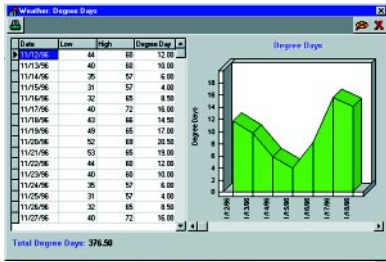 Weather: Degree Days
Date Low High Degree Day
11/12/96 44 60 12.00
11/13/96 40 60 10.00
11/14/96 35 57 6.00
11/15/96 31 57 4.00
11/16/96 32 65 8.50
11/17/96 40 72 16.00
11/18/96 43 66 14.50
11/19/96 49 65 17.00
11/20/96 52 69 20.50
11/21/96 53 65 19.00
11/22/96 44 60 12.00
11/23/96 40 60 10.00
11/24/96 35 57 6.00
11/25/96 31 57 4.00
11/26/96 32 65 8.50
11/27/96 40 72 16.00
Total Degree Days: 376.50
Degree Days
Degree Days
18
16
14
12
10
8
6
4
2
0